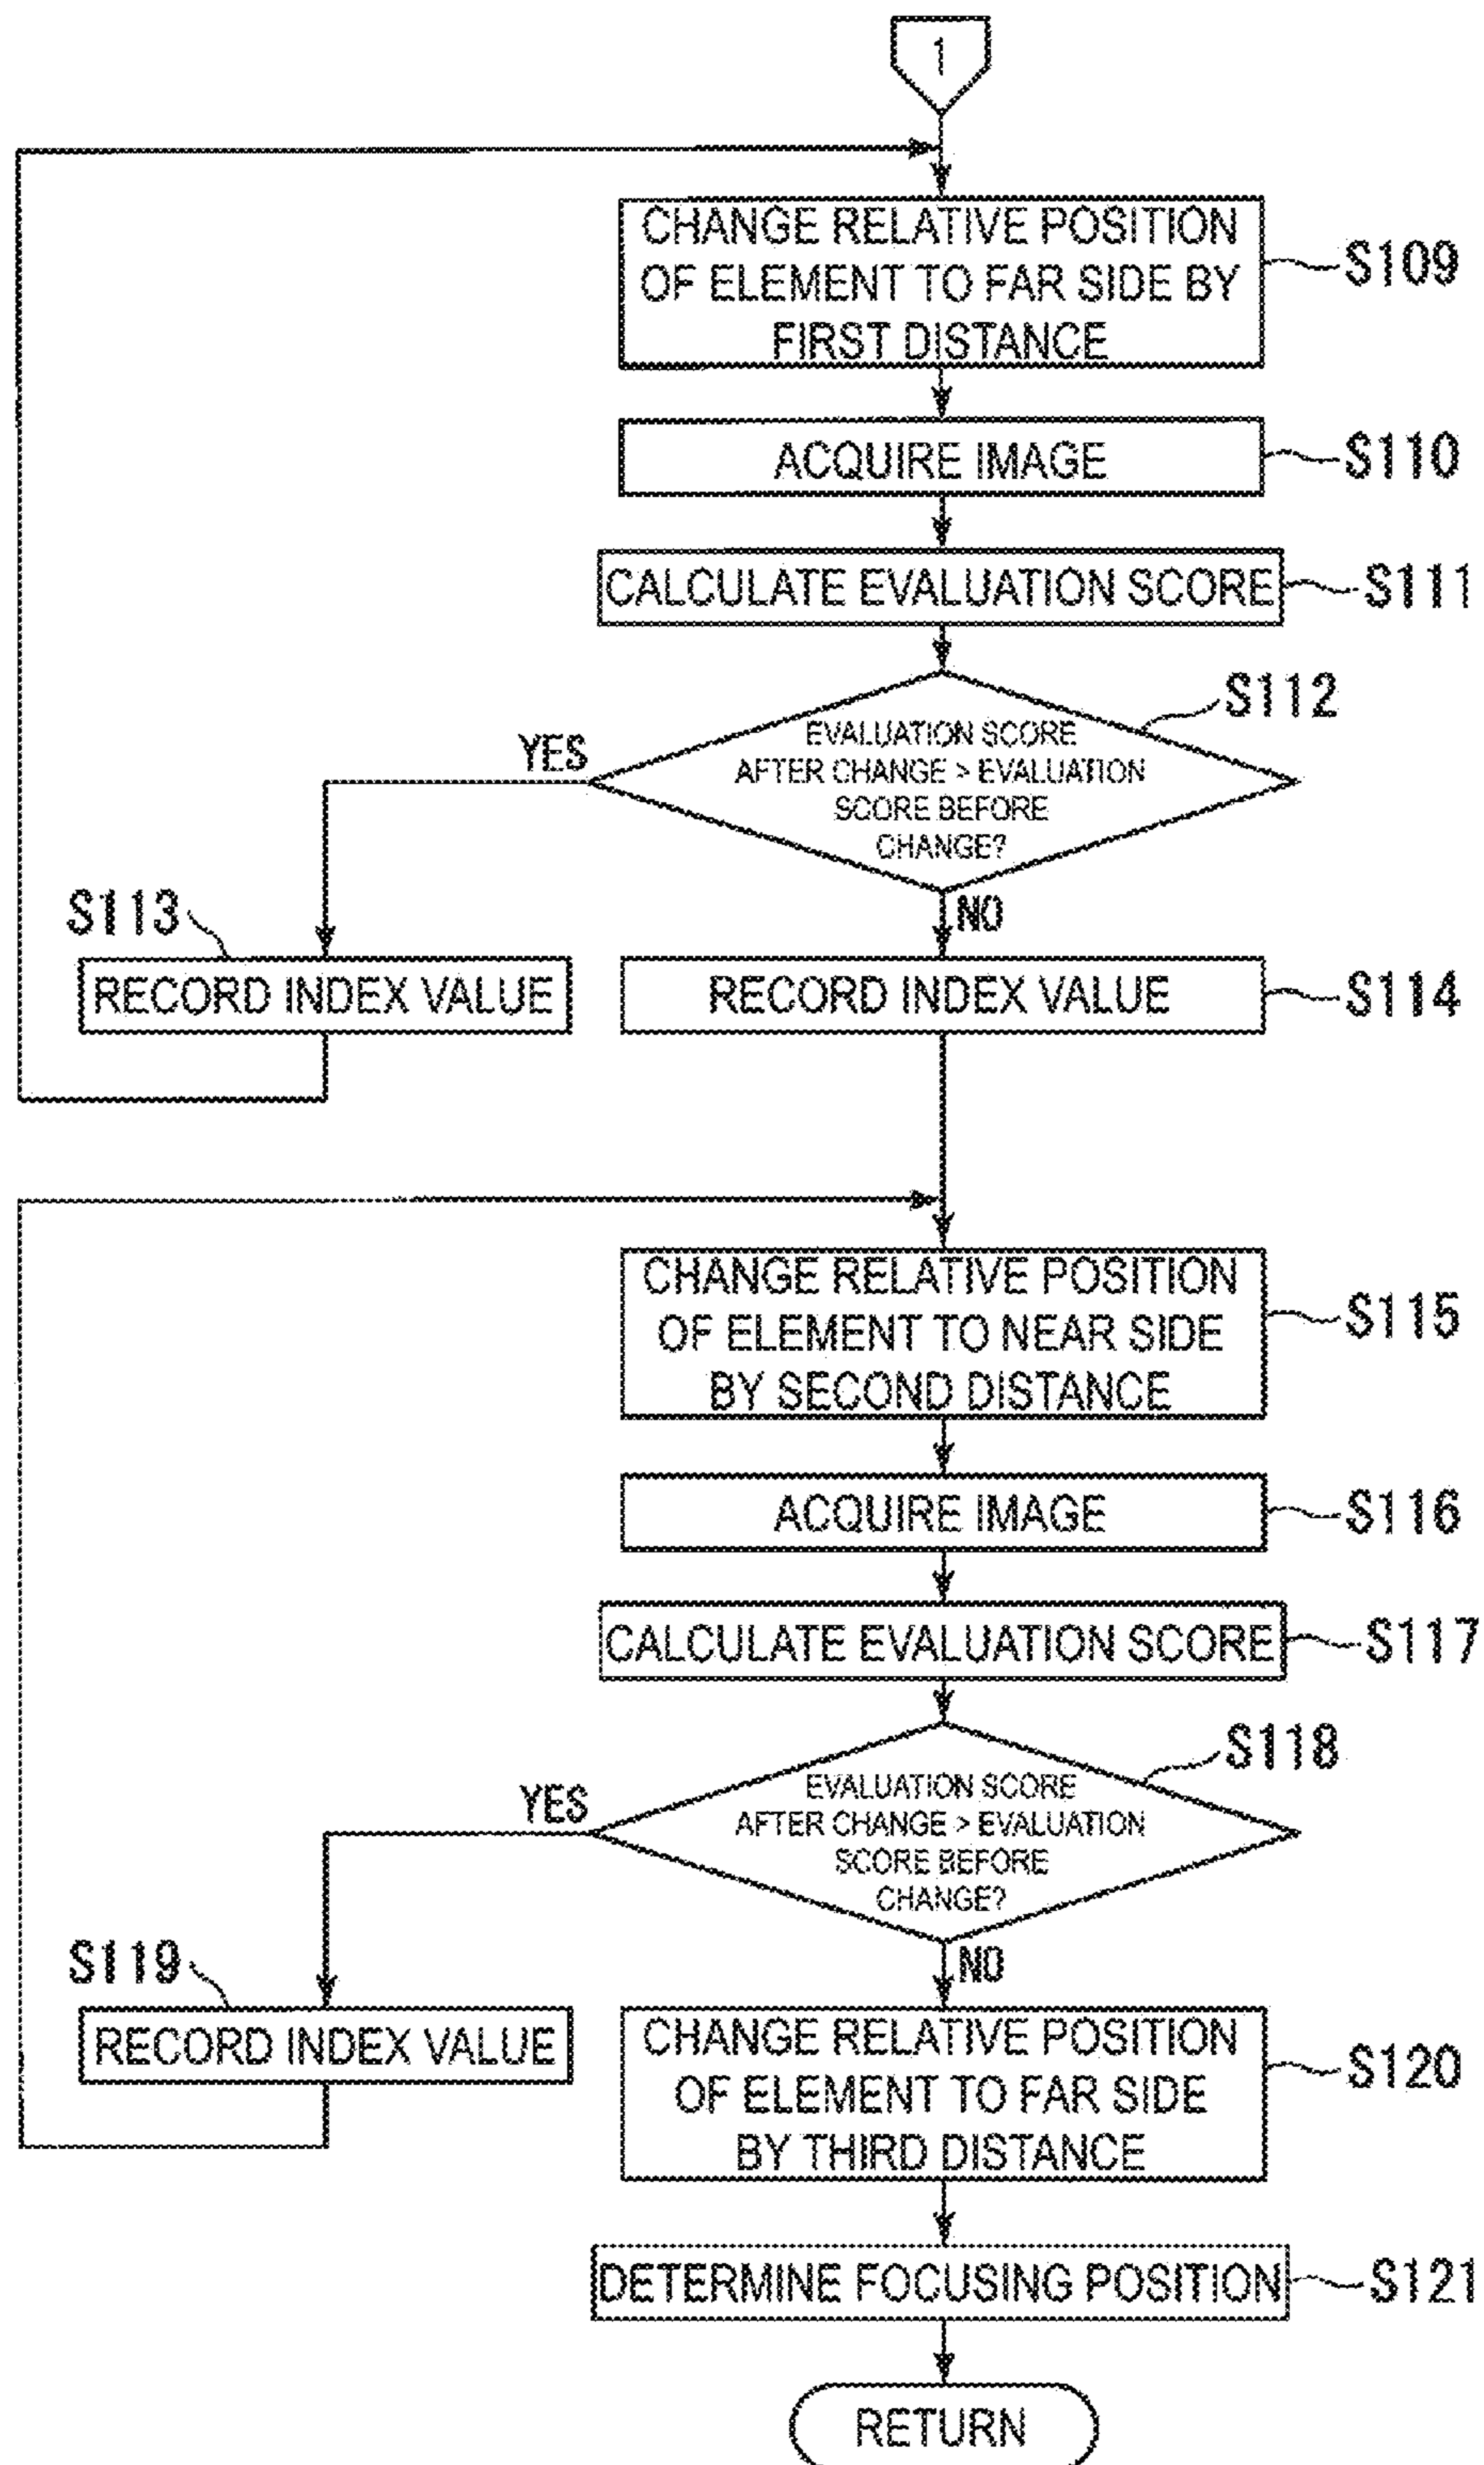 1
CHANGE RELATIVE POSITION
OF ELEMENT TO FAR SIDE BY
FIRST DISTANCE
S109
ACQUIRE IMAGE
S110
CALCULATE EVALUATION SCORE
S111
S112
EVALUATION SCORE
AFTER CHANGE > EVALUATION
SCORE BEFORE
CHANGE?
YES
NO
S113
RECORD INDEX VALUE
RECORD INDEX VALUE
S114
CHANGE RELATIVE POSITION
OF ELEMENT TO NEAR SIDE
BY SECOND DISTANCE
S115
ACQUIRE IMAGE
S116
CALCULATE EVALUATION SCORE
S117
S118
EVALUATION SCORE
AFTER CHANGE > EVALUATION
SCORE BEFORE
CHANGE?
YES
NO
S119
RECORD INDEX VALUE
CHANGE RELATIVE POSITION
OF ELEMENT TO FAR SIDE
BY THIRD DISTANCE
S120
DETERMINE FOCUSING POSITION
S121
RETURN